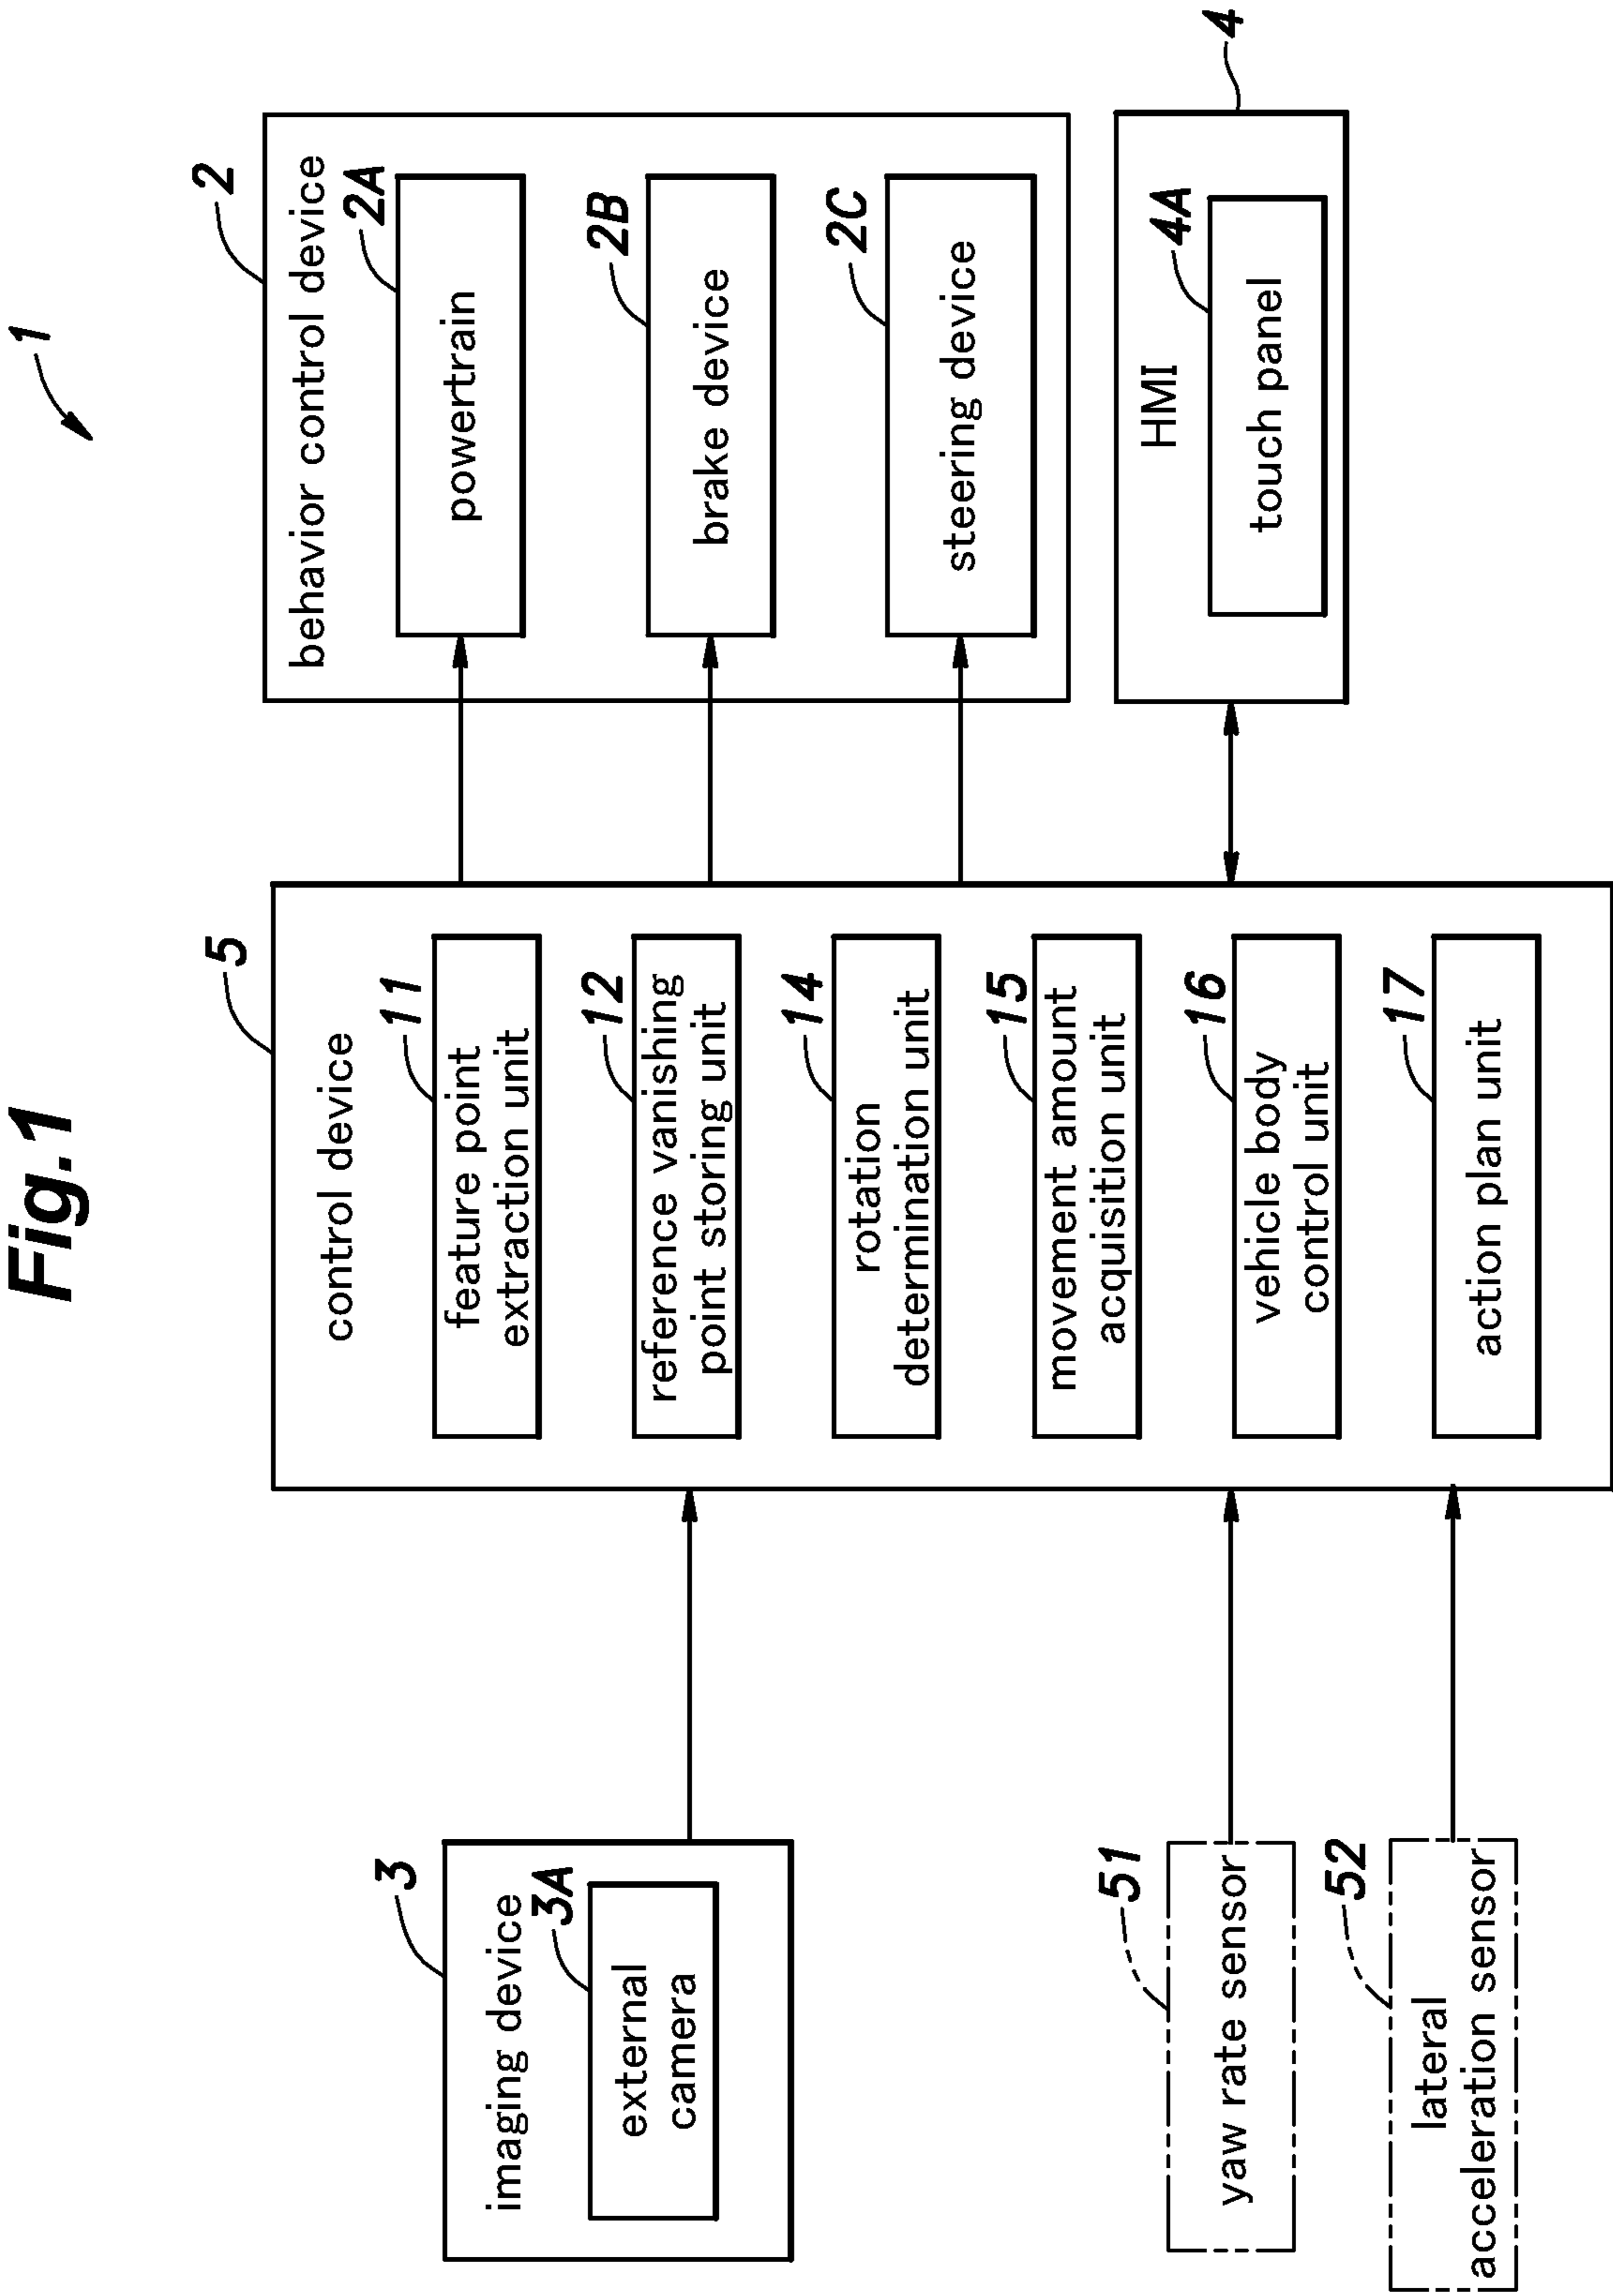 Fig.1
1
3
imaging device
3A
external
camera
51
yaw rate sensor
52
lateral
acceleration sensor
5
control device
11
feature point
extraction unit
12
reference vanishing
point storing unit
14
rotation
determination unit
15
movement amount
acquisition unit
16
vehicle body
control unit
17
action plan unit
2
behavior control device
2A
powertrain
2B
brake device
2C
steering device
4
HMI
4A
touch panel